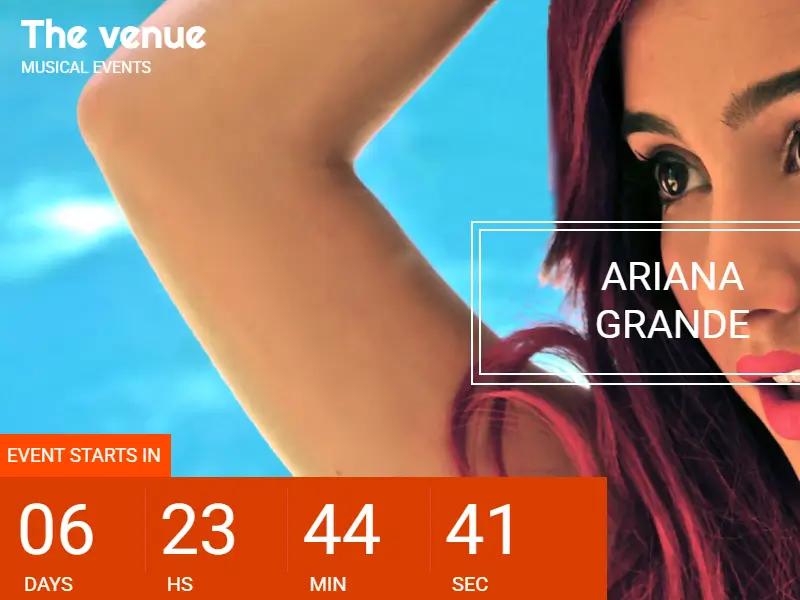 The venue
MUSICAL EVENTS
ARIANA
GRANDE
EVENT STARTS IN
06 23 44 41
DAYS HS MIN SEC